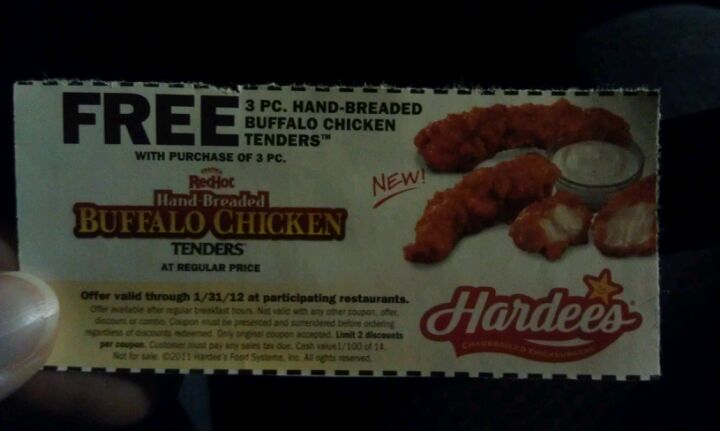 FREE 3 PC. HAND-BREADED
BUFFALO CHICKEN
TENDERS™
WITH PURCHASE OF 3 PC.
NEW!
FRANK'S
RedHot
Hand-Breaded
BUFFALO CHICKEN
TENDERS
AT REGULAR PRICE
Offer valid through 1/31/12 at participating restaurants.
Offer available after regular breakfast hours. Not valid with any other coupon, offer,
discount or combo. Coupon must be presented and surrendered before ordering
regardless of discounts redeemed. Only original coupon accepted. Limit 2 discounts
per coupon. Customer must pay any sales tax due. Cash value1/100 of 1¢.
Not for sale. ©2011 Hardee's Food Systems, Inc. All rights reserved.
Hardee's
CHARBROILED THICKBURGERS